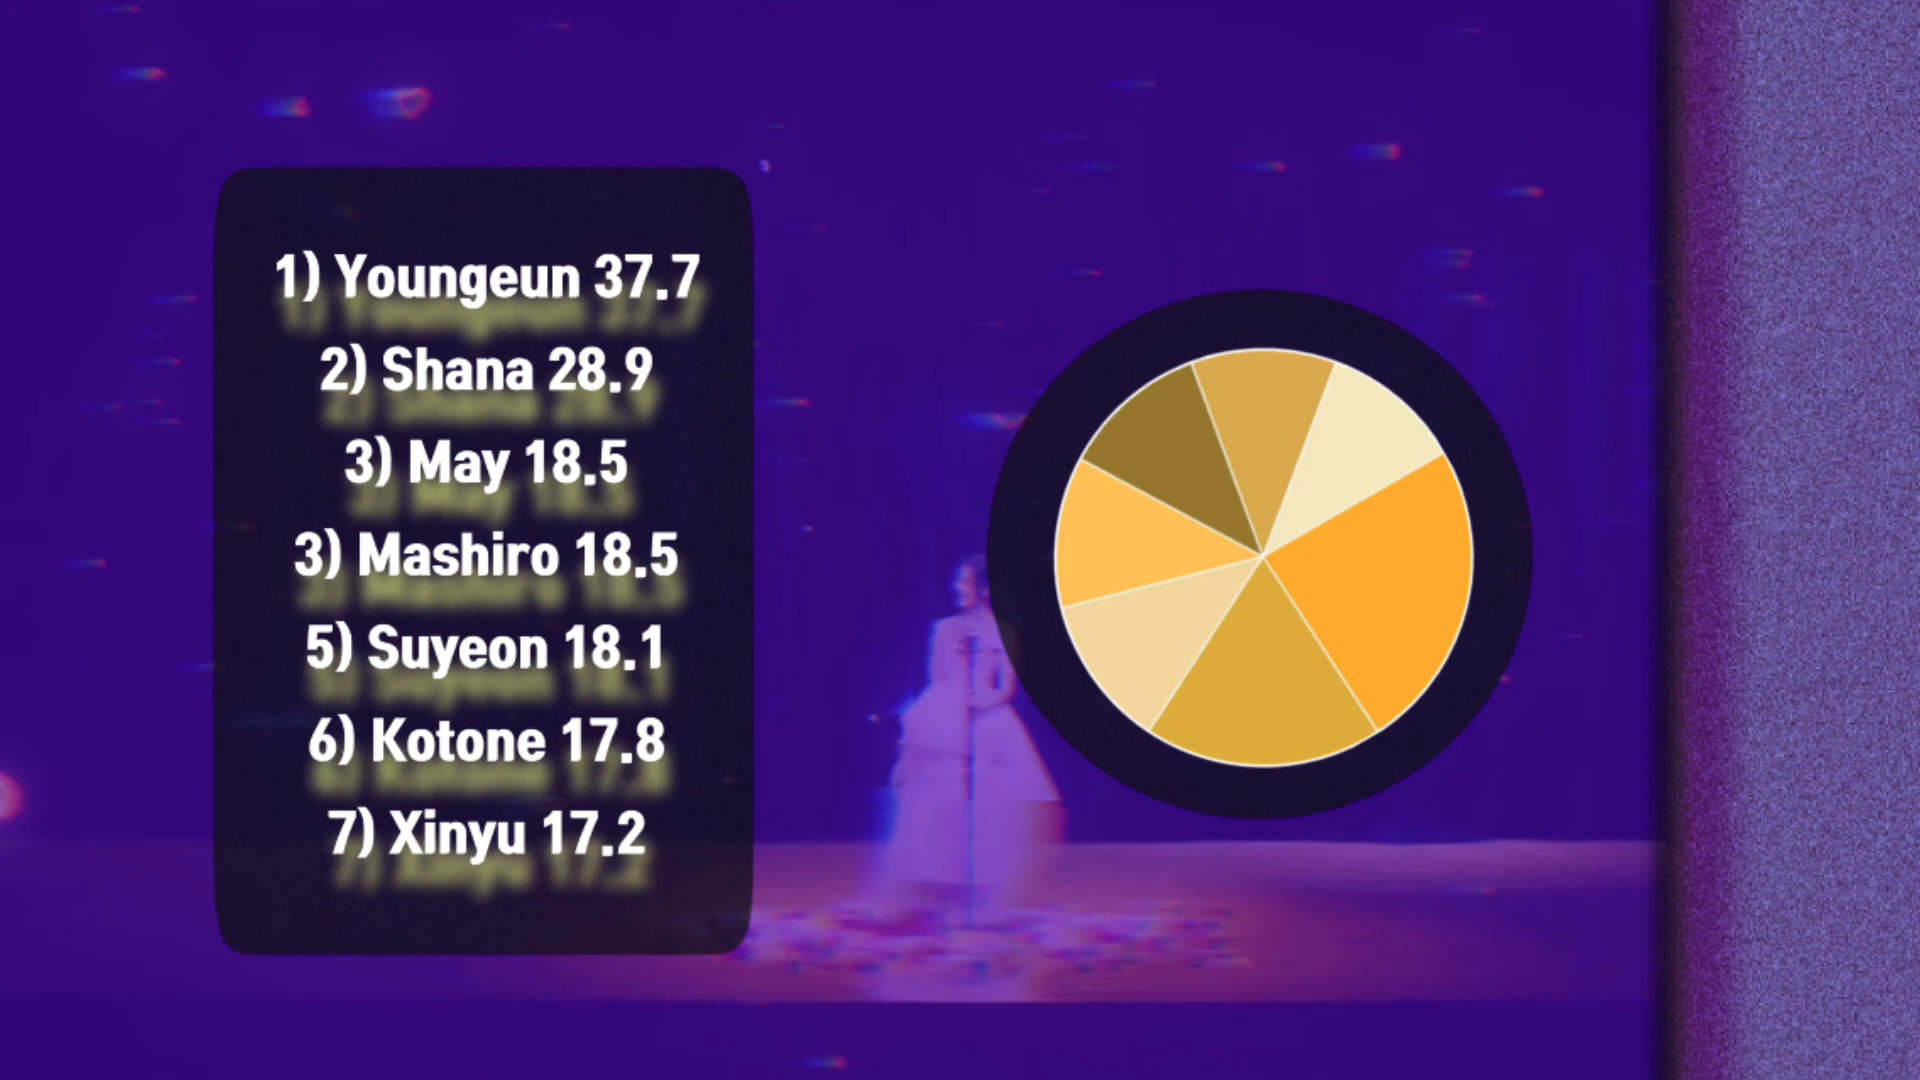 1) Youngeun 37.7
2) Shana 28.9
3) May 18.5
3) Mashiro 18.5
5) Suyeon 18.1
6) Kotone 17.8
7) Xinyu 17.2